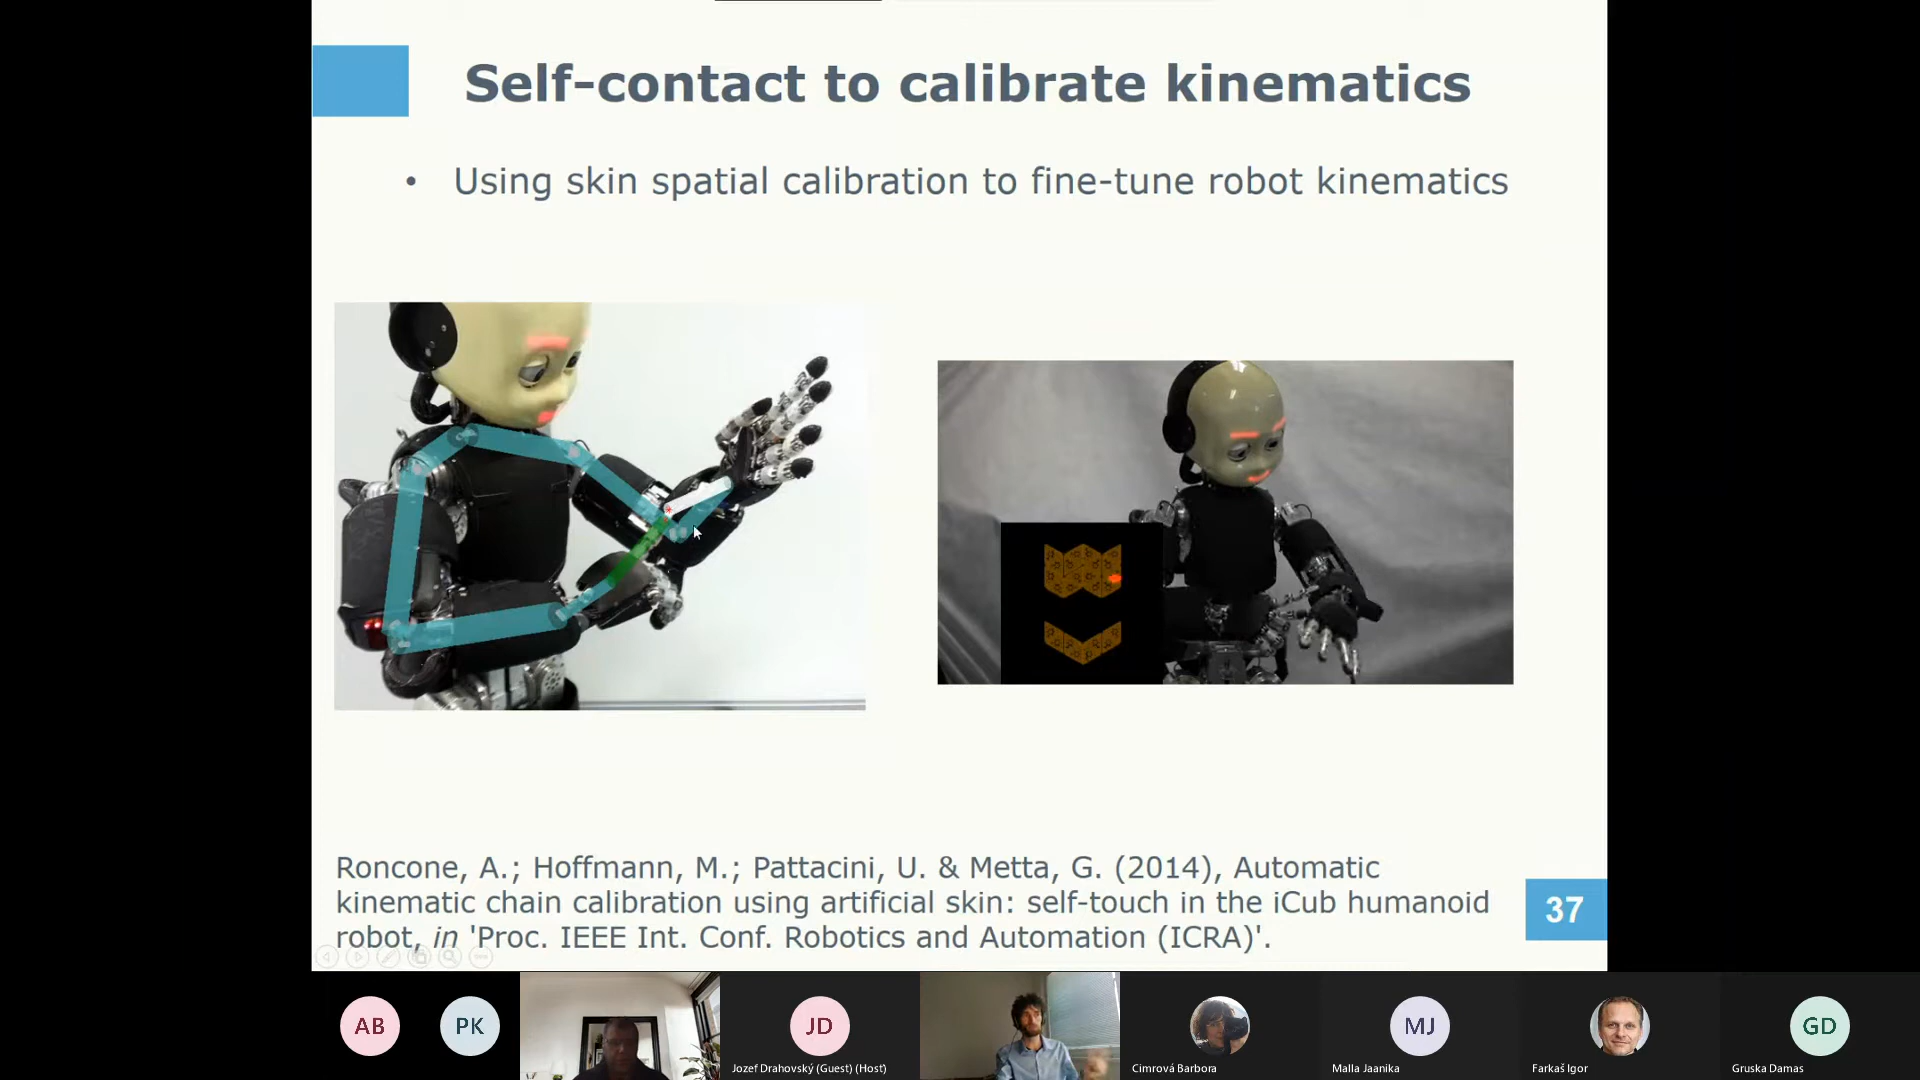 Self-contact to calibrate kinematics
• Using skin spatial calibration to fine-tune robot kinematics
Roncone, A.; Hoffmann, M.; Pattacini, U. & Metta, G. (2014), Automatic
kinematic chain calibration using artificial skin: self-touch in the iCub humanoid
robot, in 'Proc. IEEE Int. Conf. Robotics and Automation (ICRA)'.
37
AB
PK
JD
MJ
GD
Jozef Drahovský (Guest) (Host)
Cimrová Barbora
Malla Jaanika
Farkaš Igor
Gruska Damas